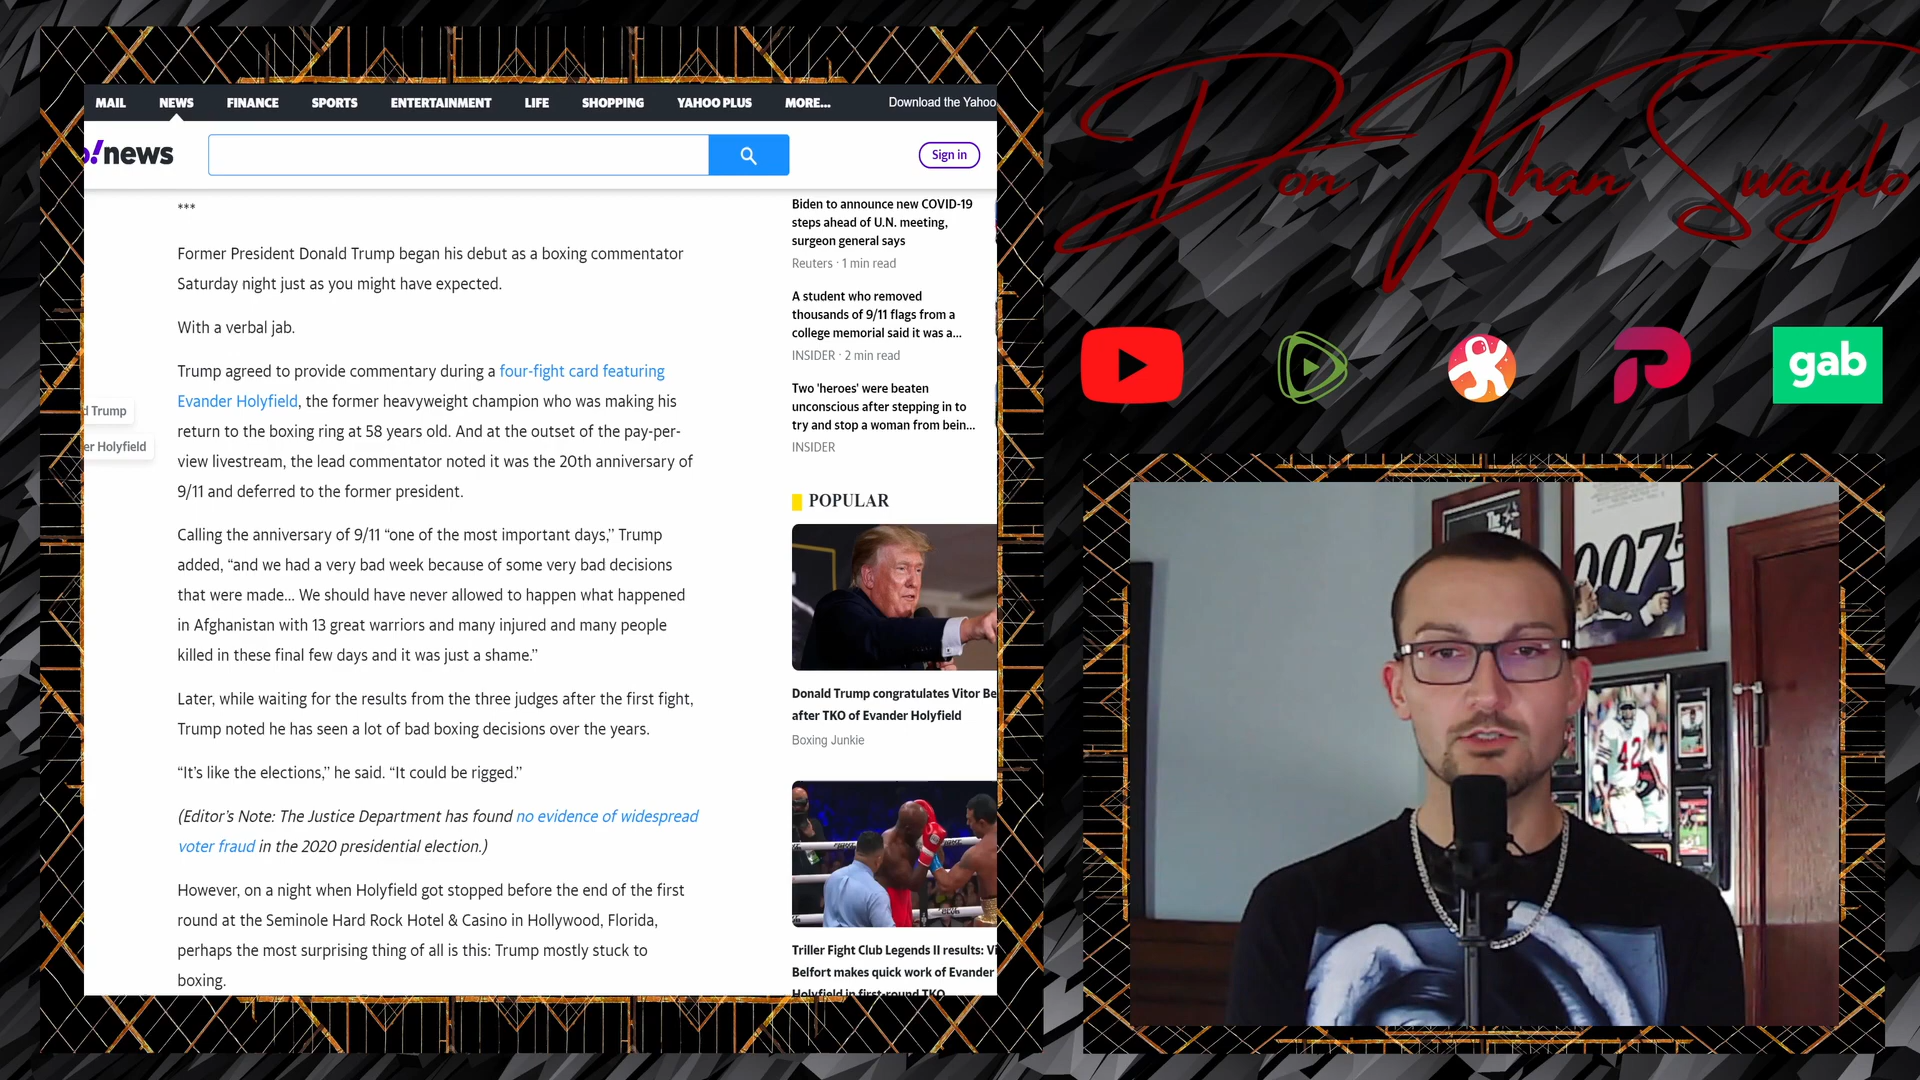 MAIL NEWS FINANCE SPORTS ENTERTAINMENT LIFE SHOPPING YAHOO PLUS MORE... Download the Yahoo
!news
Sign in
***
Former President Donald Trump began his debut as a boxing commentator
Saturday night just as you might have expected.
With a verbal jab.
Trump agreed to provide commentary during a four-fight card featuring
Evander Holyfield, the former heavyweight champion who was making his
return to the boxing ring at 58 years old. And at the outset of the pay-per-
view livestream, the lead commentator noted it was the 20th anniversary of
9/11 and deferred to the former president.
Calling the anniversary of 9/11 “one of the most important days,” Trump
added, “and we had a very bad week because of some very bad decisions
that were made... We should have never allowed to happen what happened
in Afghanistan with 13 great warriors and many injured and many people
killed in these final few days and it was just a shame.”
Later, while waiting for the results from the three judges after the first fight,
Trump noted he has seen a lot of bad boxing decisions over the years.
“It’s like the elections,” he said. “It could be rigged.”
(Editor’s Note: The Justice Department has found no evidence of widespread
voter fraud in the 2020 presidential election.)
However, on a night when Holyfield got stopped before the end of the first
round at the Seminole Hard Rock Hotel & Casino in Hollywood, Florida,
perhaps the most surprising thing of all is this: Trump mostly stuck to
boxing.
d Trump
er Holyfield
Biden to announce new COVID-19
steps ahead of U.N. meeting,
surgeon general says
Reuters · 1 min read
A student who removed
thousands of 9/11 flags from a
college memorial said it was a...
INSIDER · 2 min read
Two 'heroes' were beaten
unconscious after stepping in to
try and stop a woman from bein...
INSIDER
POPULAR
Donald Trump congratulates Vitor Be
after TKO of Evander Holyfield
Boxing Junkie
Triller Fight Club Legends II results: Vi
Belfort makes quick work of Evander
Holyfield in first-round TKO
Don Khan Swaylo
gab
007
42